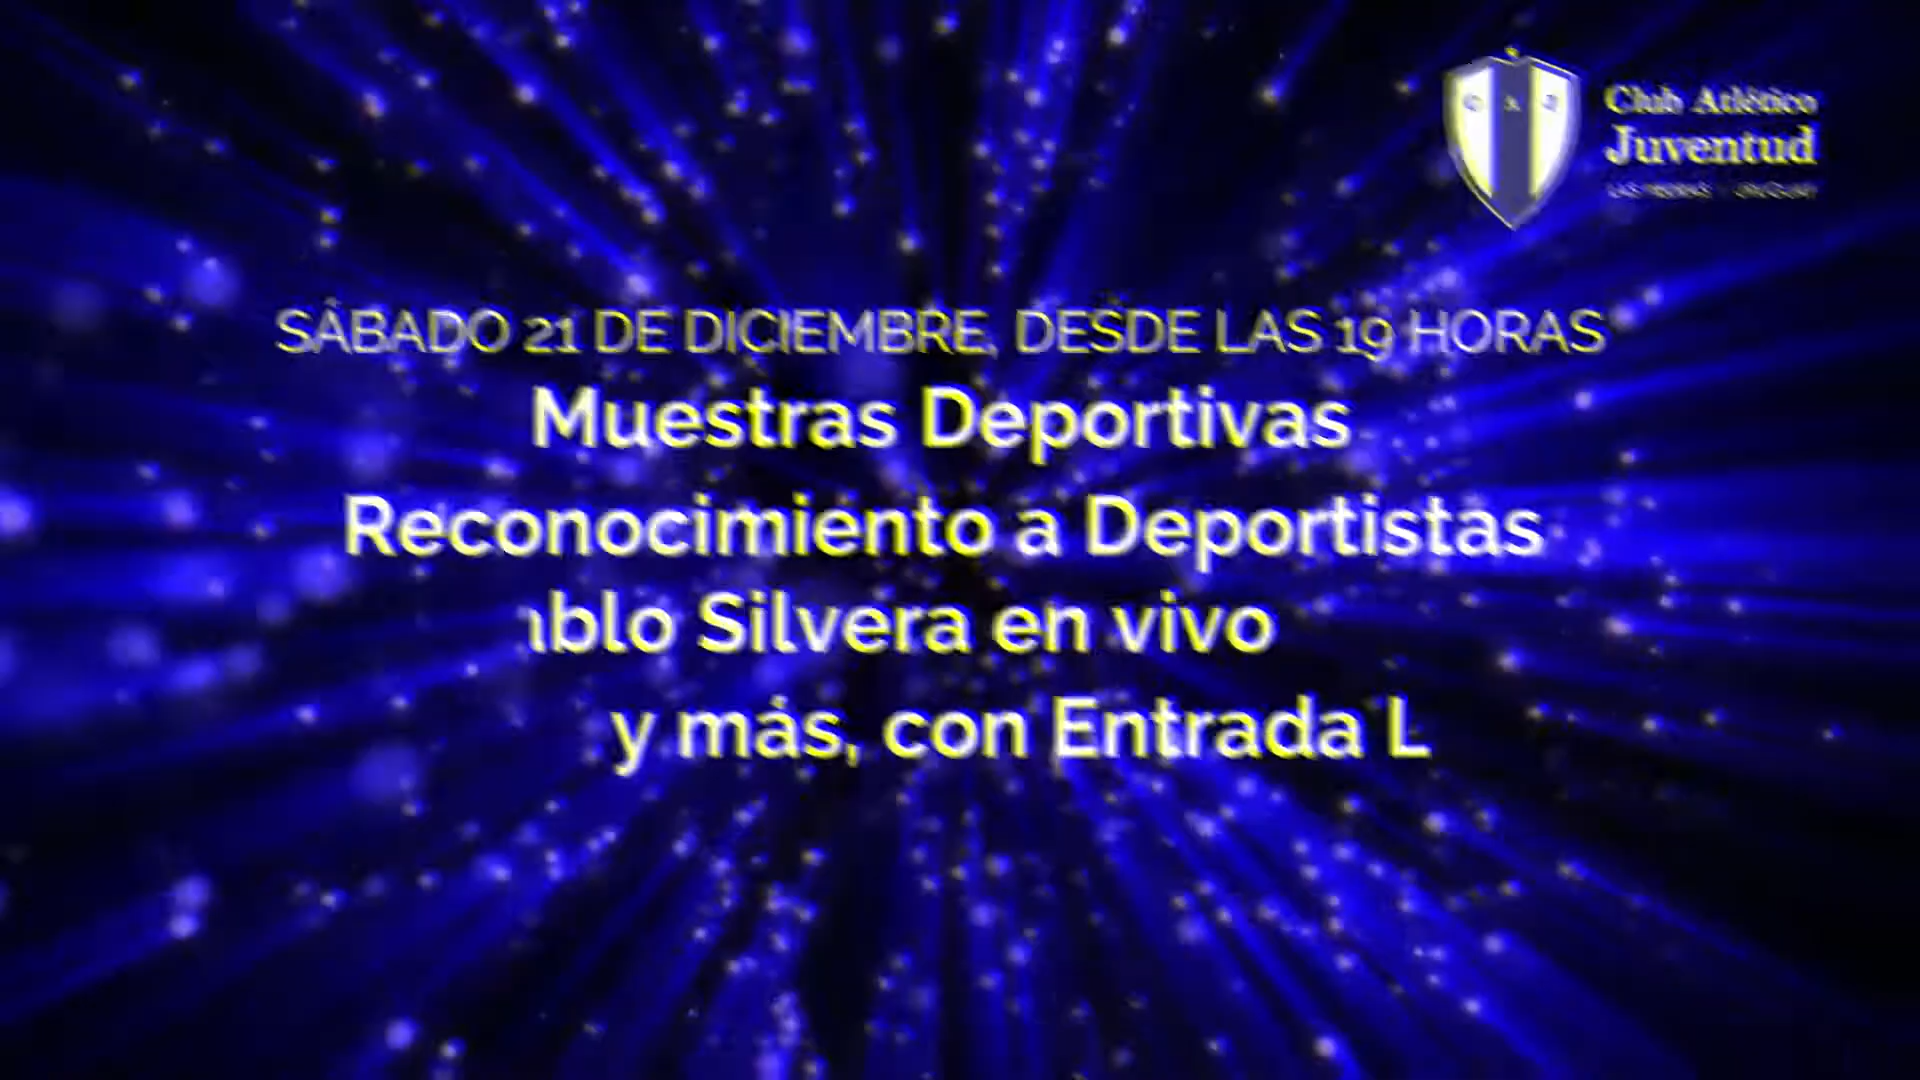 Club Atlético
Juventud
SÁBADO 21 DE DICIEMBRE, DESDE LAS 19 HORAS
Muestras Deportivas
Reconocimiento a Deportistas
ablo Silvera en vivo
y más, con Entrada L